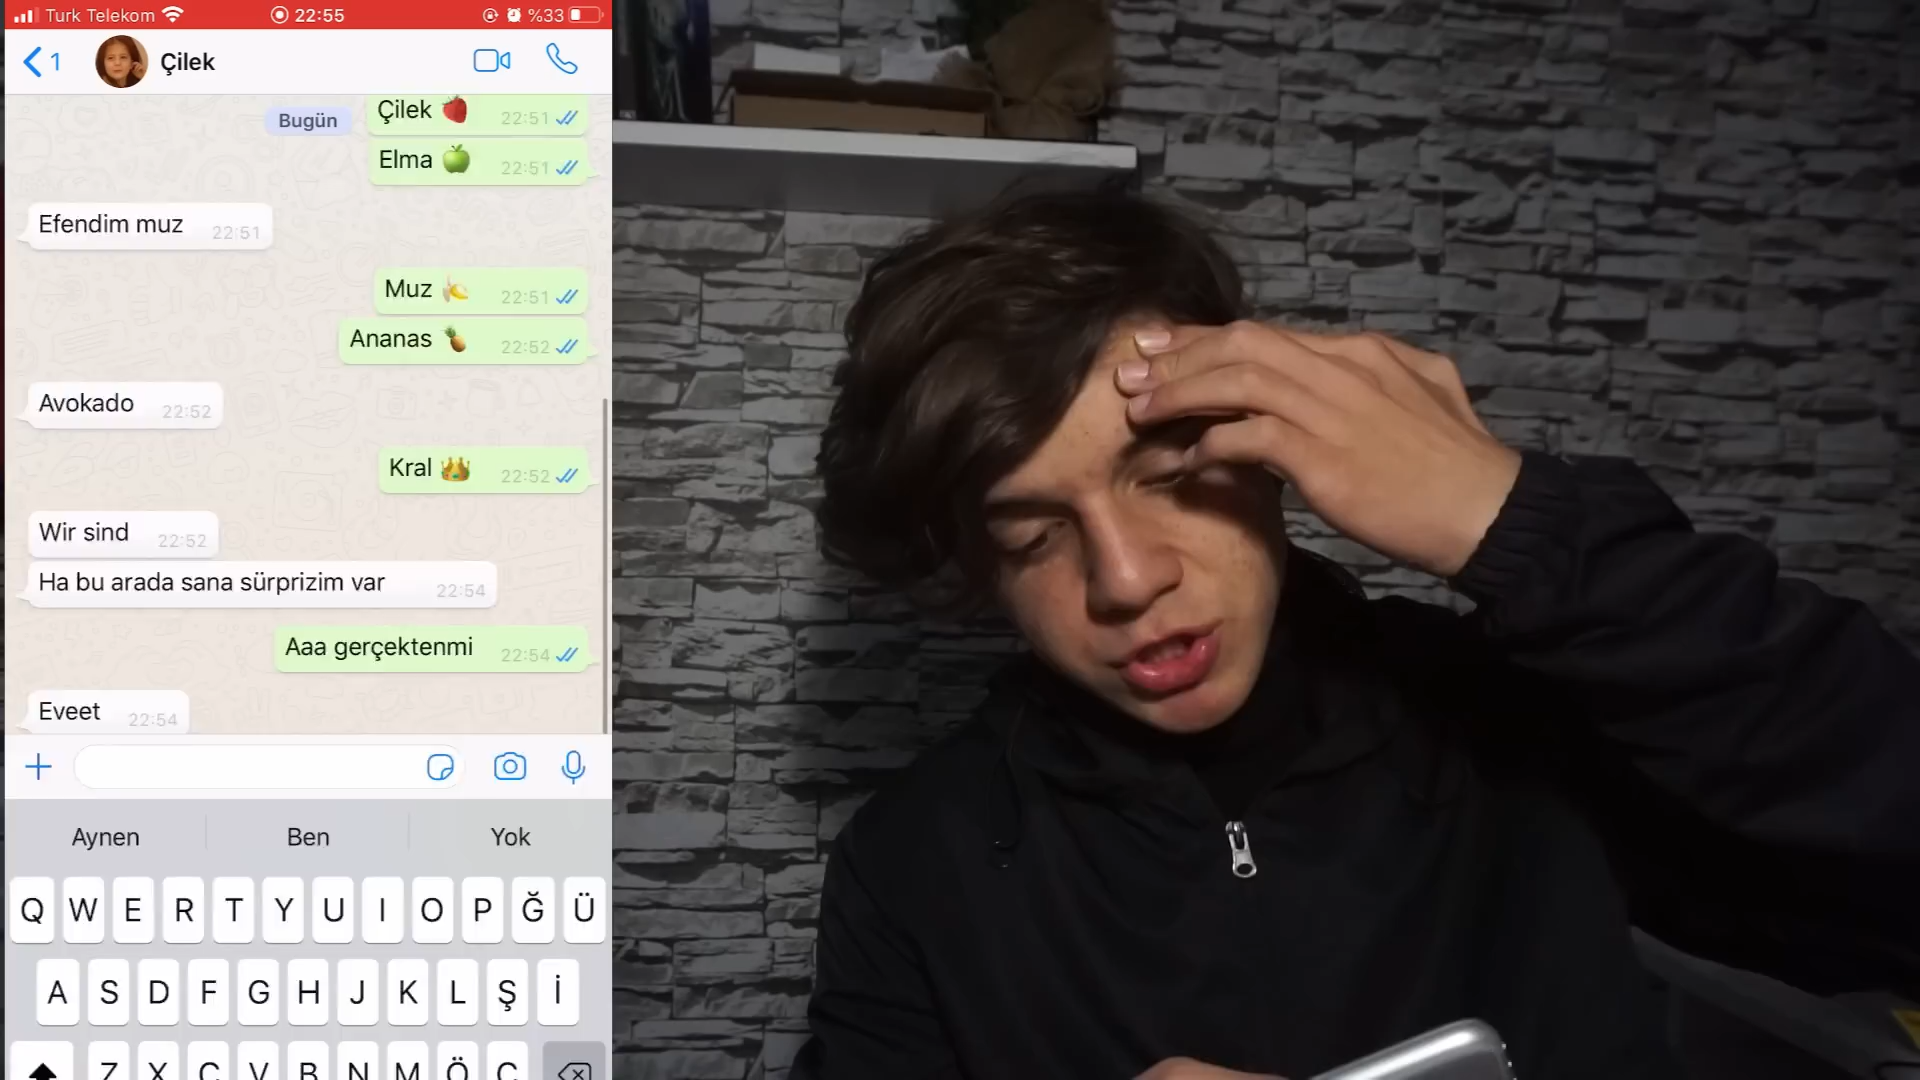 Turk Telekom 22:55 %33
1 Çilek
Bugün
Çilek 22:51
Elma 22:51
Efendim muz 22:51
Muz 22:51
Ananas 22:52
Avokado 22:52
Kral 22:52
Wir sind 22:52
Ha bu arada sana sürprizim var 22:54
Aaa gerçektenmi 22:54
Eveet 22:54
Aynen Ben Yok
Q W E R T Y U I O P Ğ Ü
A S D F G H J K L Ş İ
Z X C V B N M Ö Ç